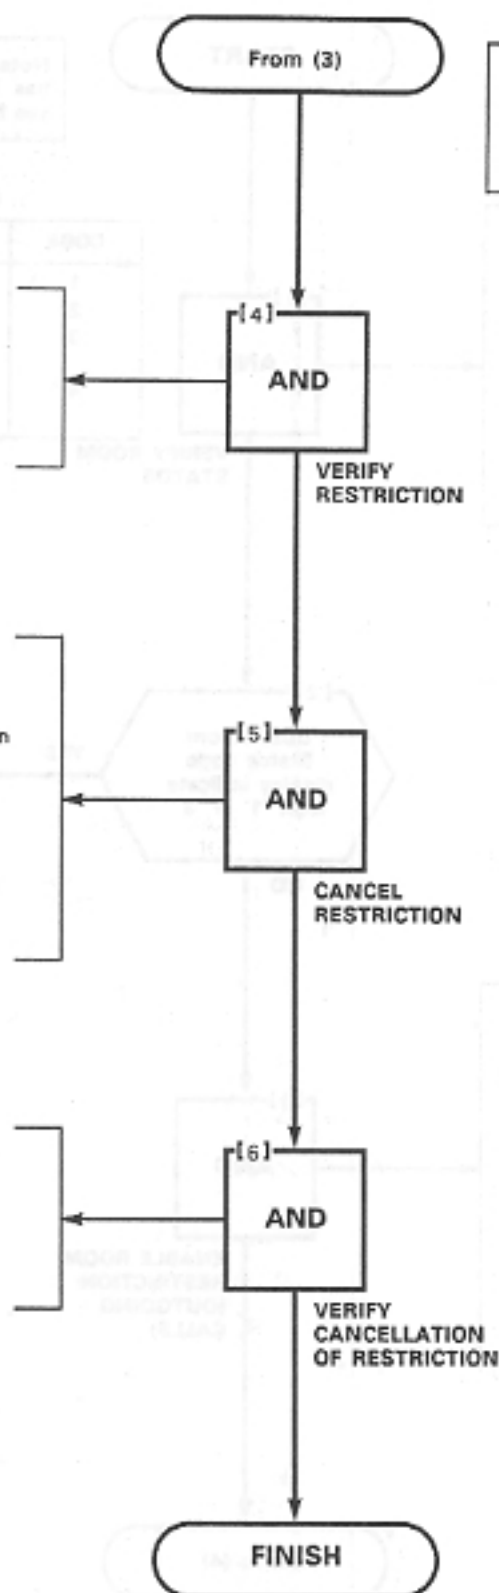 From (3)
[4]
AND
VERIFY
RESTRICTION
n
[5]
AND
CANCEL
RESTRICTION
[6]
AND
VERIFY
CANCELLATION
OF RESTRICTION
FINISH